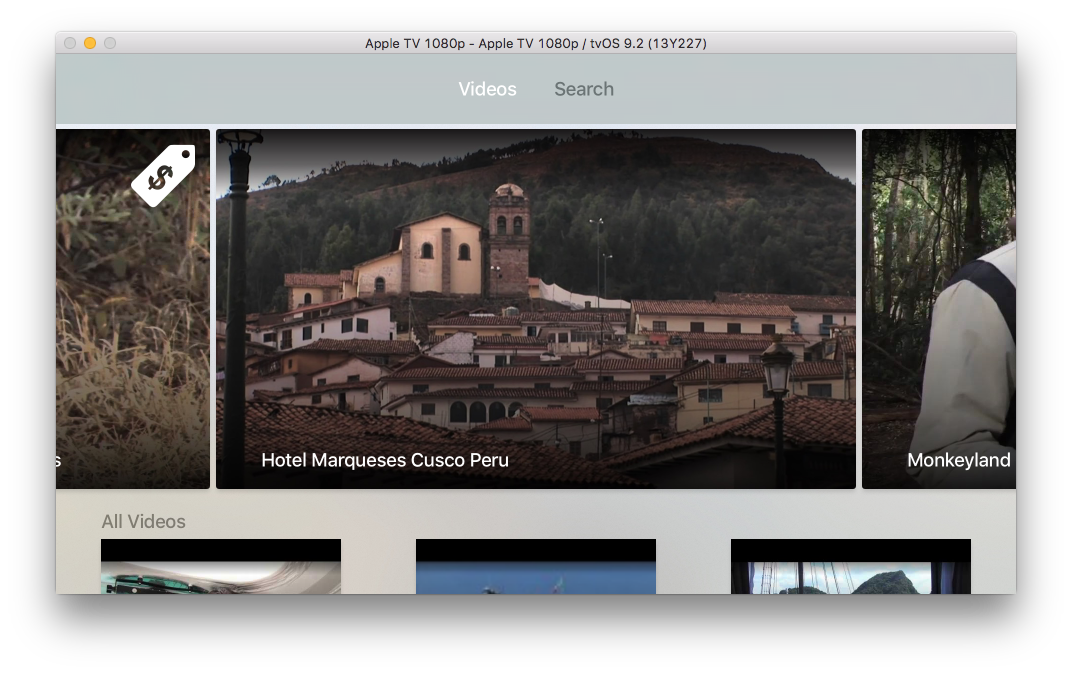 Apple TV 1080p - Apple TV 1080p / tvOS 9.2 (13Y227)
Videos Search
$
s Hotel Marqueses Cusco Peru Monkeyland
All Videos